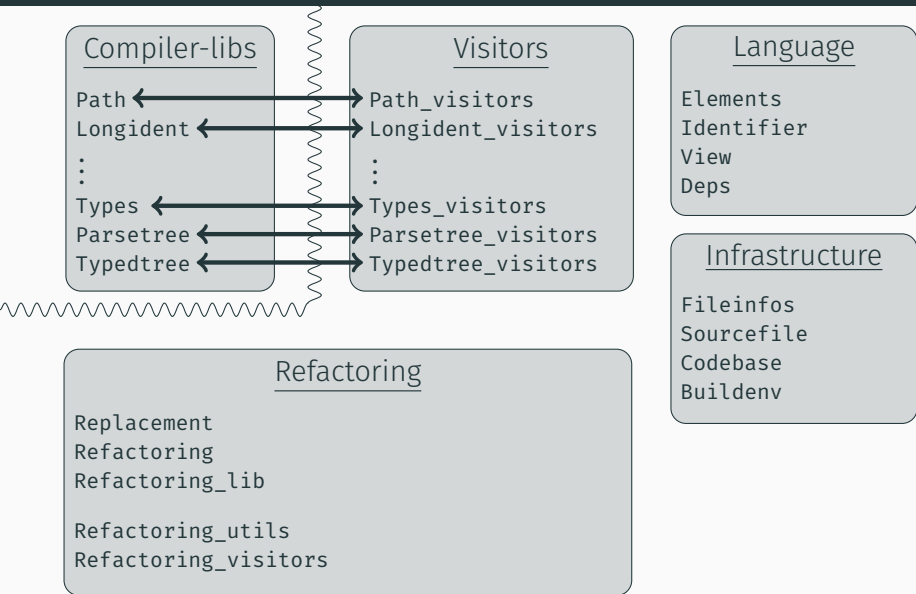 Compiler-libs
Path
Longident
⋮
Types
Parsetree
Typedtree
Visitors
Path_visitors
Longident_visitors
⋮
Types_visitors
Parsetree_visitors
Typedtree_visitors
Language
Elements
Identifier
View
Deps
Infrastructure
Fileinfos
Sourcefile
Codebase
Buildenv
Refactoring
Replacement
Refactoring
Refactoring_lib
Refactoring_utils
Refactoring_visitors